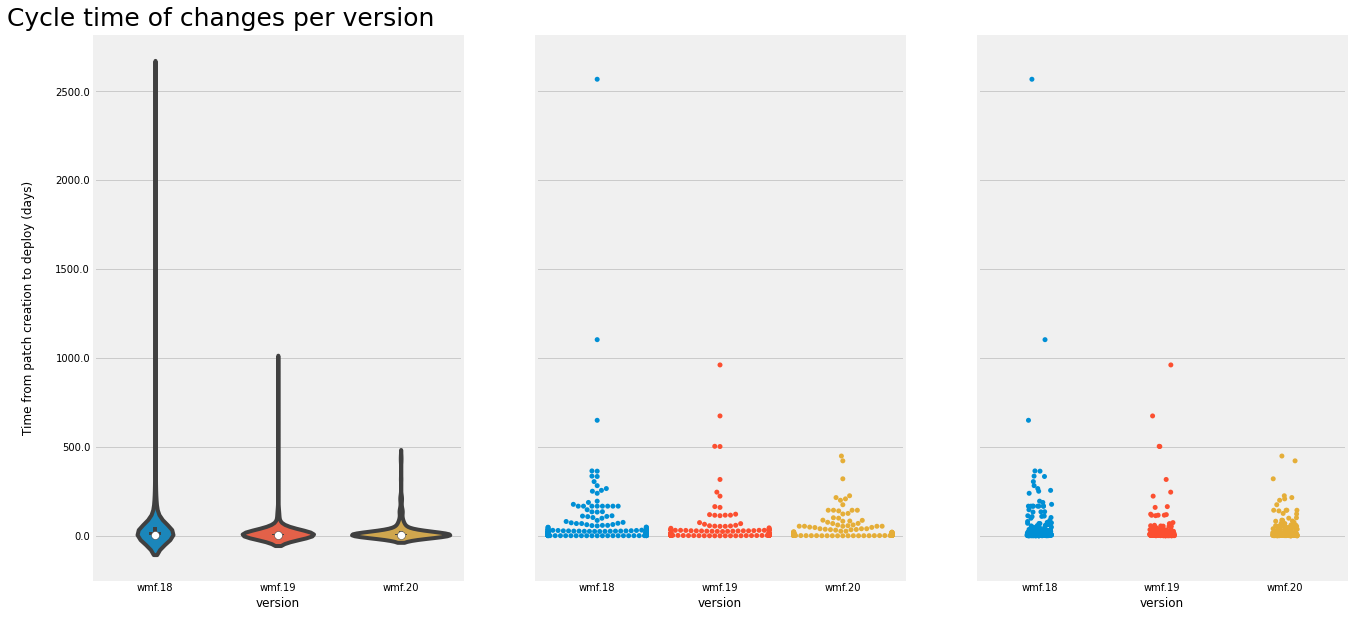 Cycle time of changes per version
Time from patch creation to deploy (days)
2500.0
2000.0
1500.0
1000.0
500.0
0.0
wmf.18 wmf.19 wmf.20
version
wmf.18 wmf.19 wmf.20
version
wmf.18 wmf.19 wmf.20
version